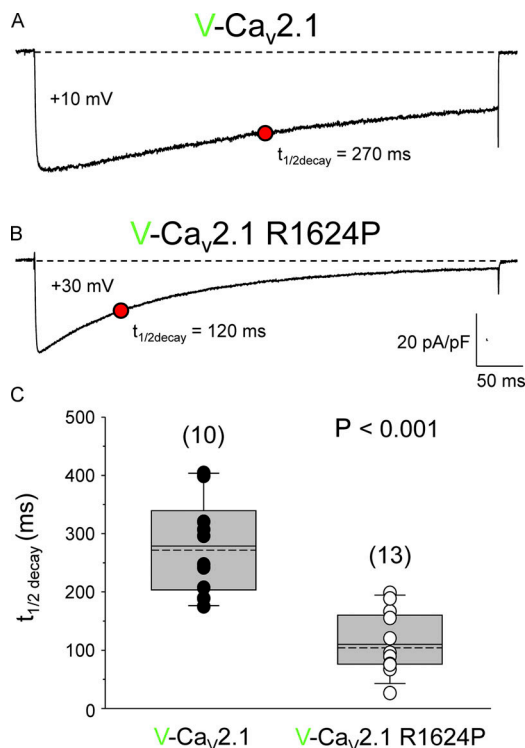 A
V-Cav2.1
+10 mV
t1/2decay = 270 ms
B
V-Cav2.1 R1624P
+30 mV
t1/2decay = 120 ms
20 pA/pF
50 ms
C
500
400
300
200
100
0
t1/2 decay (ms)
(10)
P < 0.001
(13)
V-Cav2.1
V-Cav2.1 R1624P